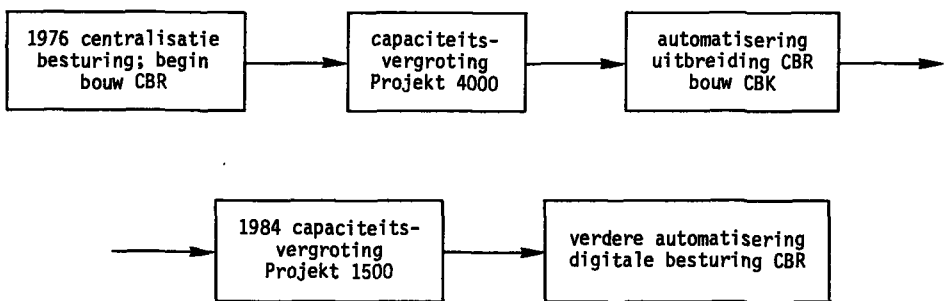 1976 centralisatie
besturing; begin
bouw CBR
capaciteits-
vergroting
Projekt 4000
automatisering
uitbreiding CBR
bouw CBK
1984 capaciteits-
vergroting
Projekt 1500
verdere automatisering
digitale besturing CBR